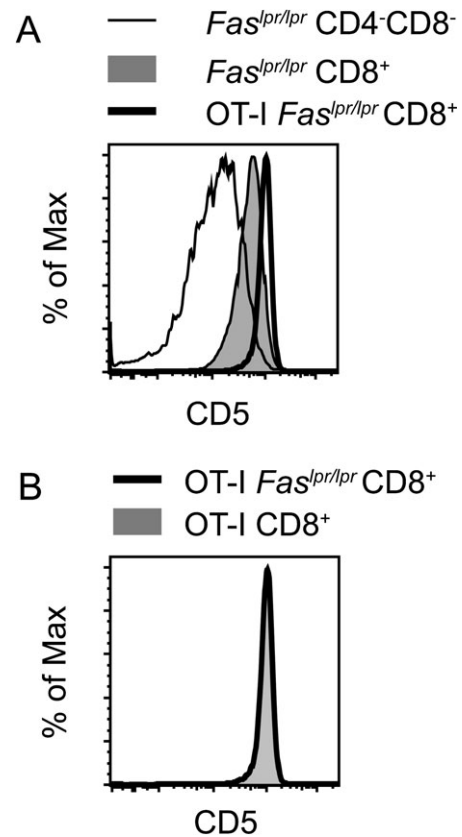 A
Fas^lpr/lpr CD4⁻CD8⁻
Fas^lpr/lpr CD8⁺
OT-I Fas^lpr/lpr CD8⁺
% of Max
CD5
B
OT-I Fas^lpr/lpr CD8⁺
OT-I CD8⁺
% of Max
CD5